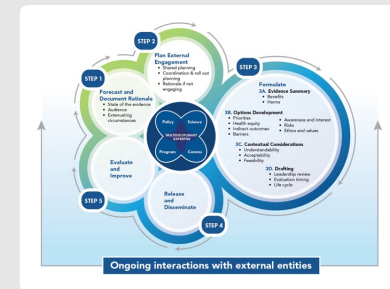 STEP 1
Forecast and
Document Rationale
• State of the evidence
• Audience
• Extenuating
circumstances
STEP 2
Plan External
Engagement
• Shared planning
• Coordination & roll out
planning
• Rationale if not
engaging
STEP 3
Formulate
3A. Evidence Summary
• Benefits
• Harms
3B. Options Development
• Priorities
• Health equity
• Indirect outcomes
• Barriers
• Awareness and interest
• Risks
• Ethics and values
3C. Contextual Considerations
• Understandability
• Acceptability
• Feasibility
3D. Drafting
• Leadership review
• Evaluation timing
• Life cycle
Policy
Science
MULTIDISCIPLINARY
EXPERTISE
Program
Comms
Release
and
Disseminate
STEP 4
Evaluate
and
Improve
STEP 5
Ongoing interactions with external entities